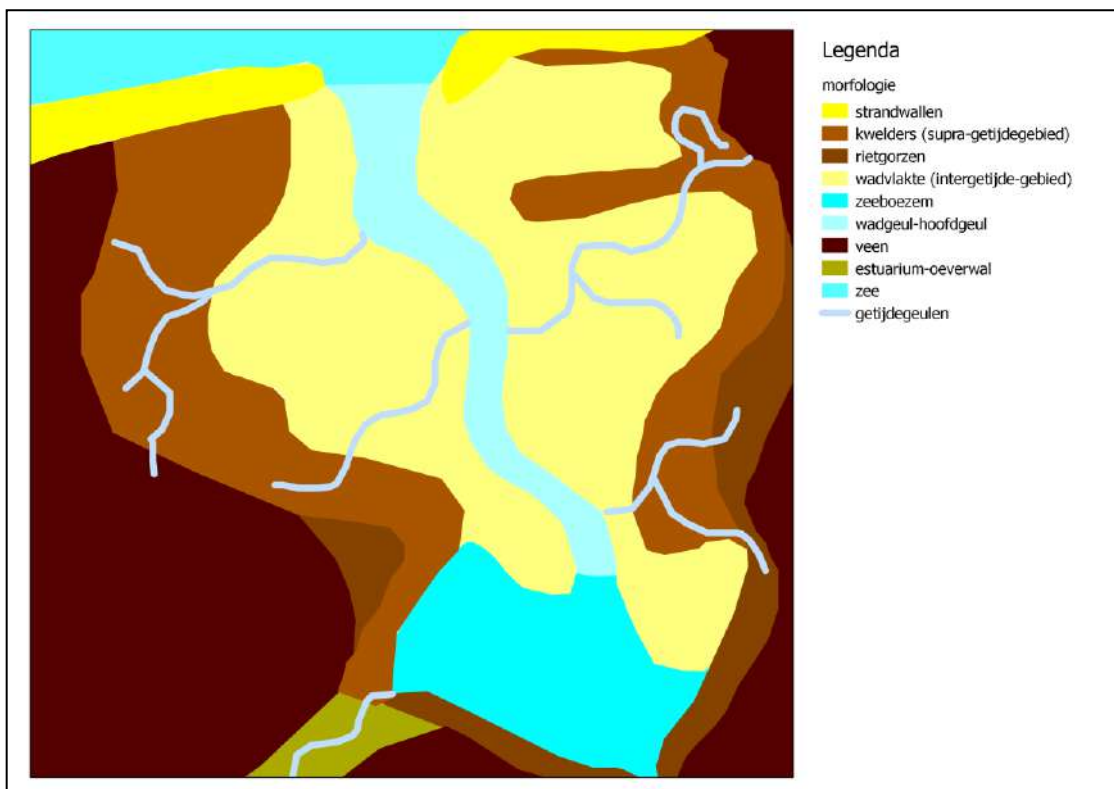 Legenda
morfologie
strandwallen
kwelders (supra-getijdegebied)
rietgorzen
wadvlakte (intergetijde-gebied)
zeeboezem
wadgeul-hoofdgeul
veen
estuarium-oeverwal
zee
getijdegeulen